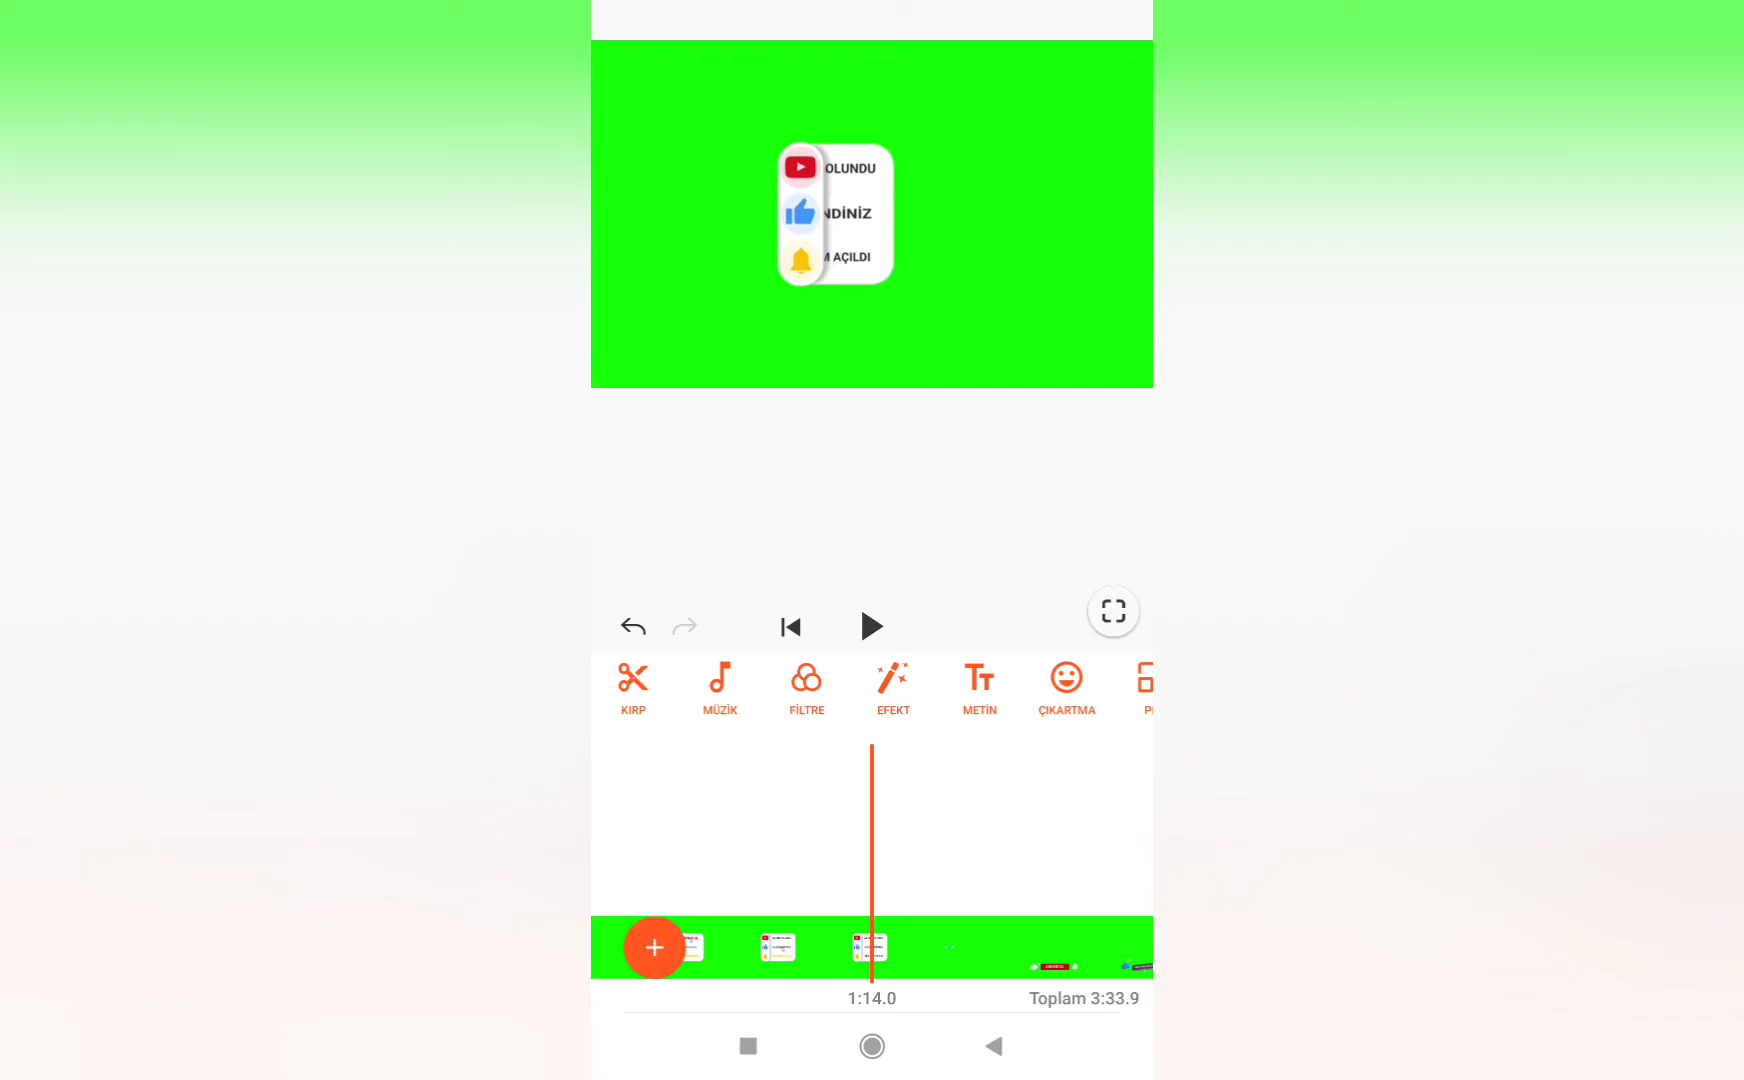 OLUNDU
NDİNİZ
M AÇILDI
KIRP
MÜZİK
FİLTRE
EFEKT
METİN
ÇIKARTMA
1:14.0
Toplam 3:33.9